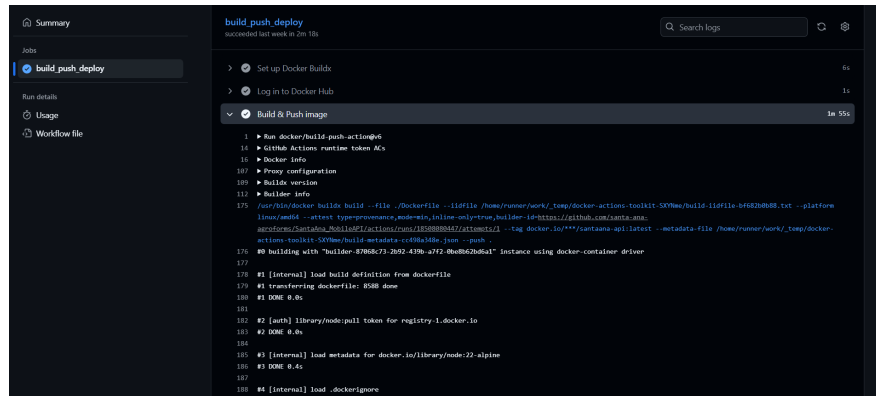 Summary
Jobs
build_push_deploy
Run details
Usage
Workflow file
build_push_deploy
succeeded last week in 2m 18s
Search logs
Set up Docker Buildx 6s
Log in to Docker Hub 1s
Build & Push image 1m 55s
1 ▶ Run docker/build-push-action@v6
14 ▶ GitHub Actions runtime token ACs
16 ▶ Docker info
107 ▶ Proxy configuration
109 ▶ Buildx version
112 ▶ Builder info
175 /usr/bin/docker buildx build --file ./Dockerfile --iidfile /home/runner/work/_temp/docker-actions-toolkit-SXYNme/build-iidfile-bf682b0b88.txt --platform
linux/amd64 --attest type=provenance,mode=min,inline-only=true,builder-id=https://github.com/santa-ana-
agroforms/SantaAna_MobileAPI/actions/runs/18508080447/attempts/1 --tag docker.io/***/santaana-api:latest --metadata-file /home/runner/work/_temp/docker-
actions-toolkit-SXYNme/build-metadata-cc498a348e.json --push .
176 #0 building with "builder-87068c73-2b92-439b-a7f2-0be8b62bd6a1" instance using docker-container driver
177
178 #1 [internal] load build definition from dockerfile
179 #1 transferring dockerfile: 858B done
180 #1 DONE 0.0s
181
182 #2 [auth] library/node:pull token for registry-1.docker.io
183 #2 DONE 0.0s
184
185 #3 [internal] load metadata for docker.io/library/node:22-alpine
186 #3 DONE 0.4s
187
188 #4 [internal] load .dockerignore